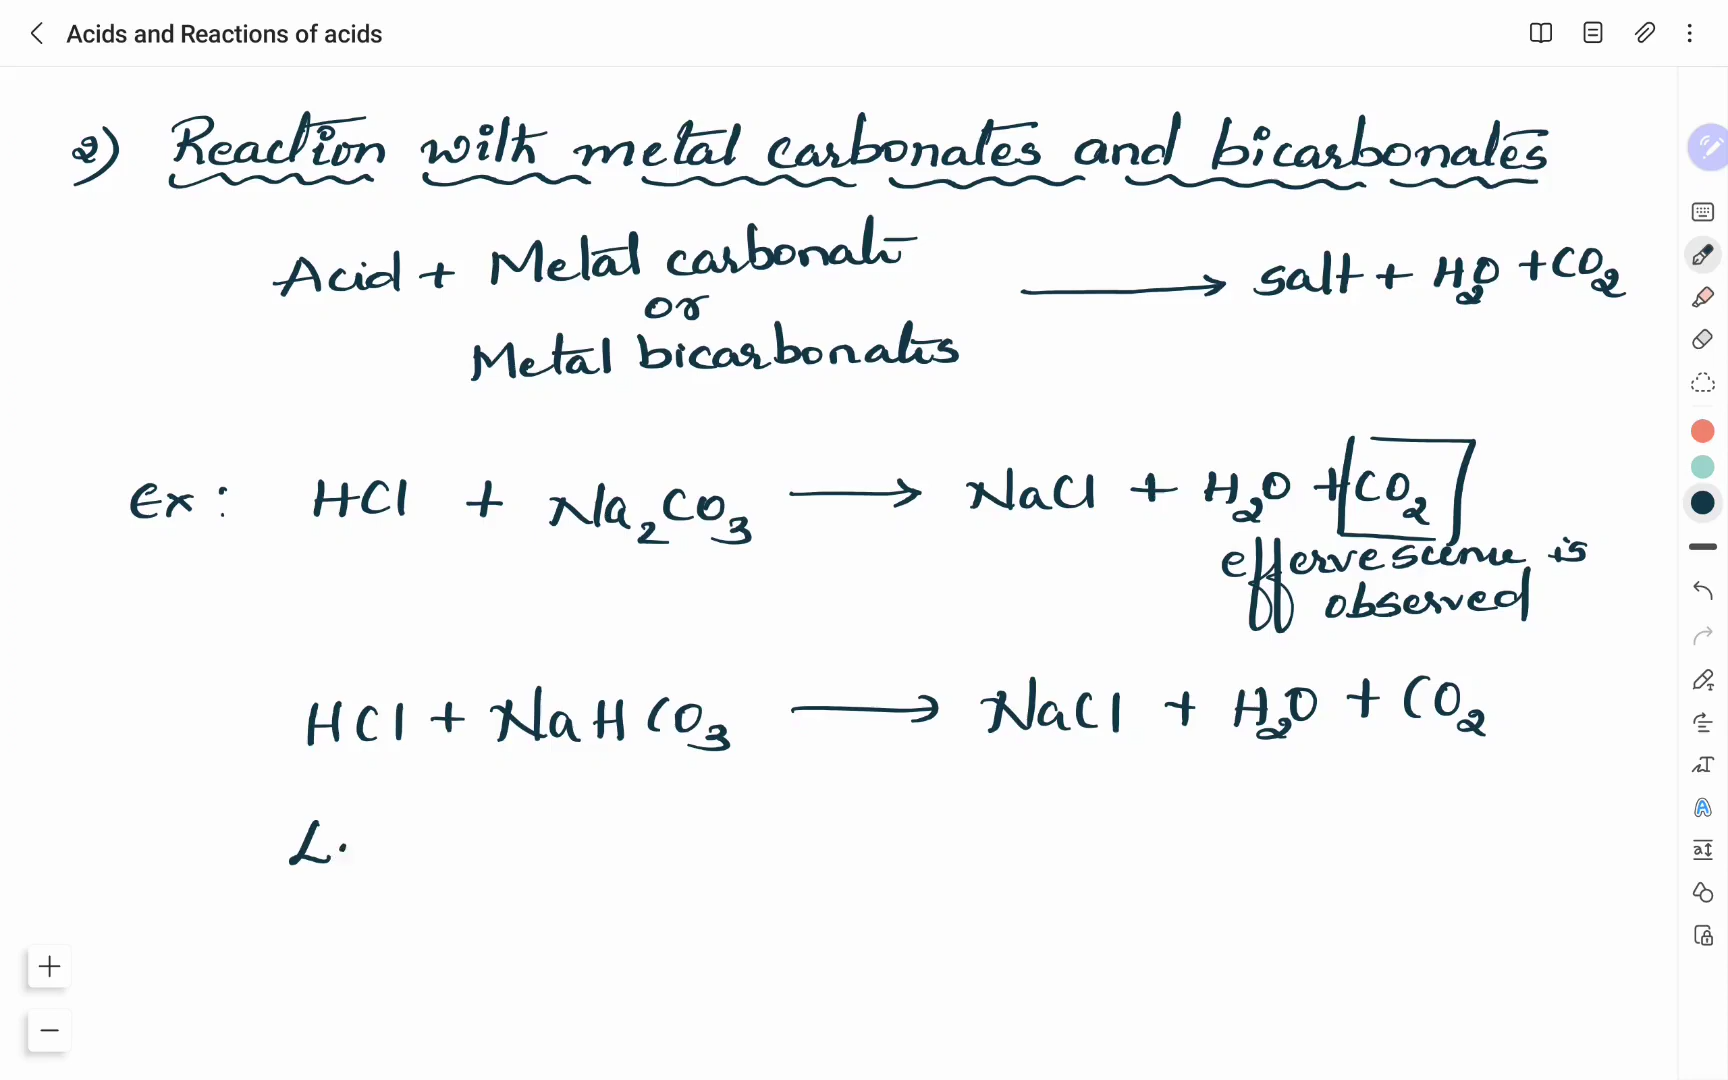 Acids and Reactions of acids
2) Reaction with metal carbonates and bicarbonates
Acid + Metal carbonate → salt + H₂O + CO₂
or
Metal bicarbonates
Ex: HCl + Na₂CO₃ → NaCl + H₂O + CO₂
effervescence is
observed
HCl + NaHCO₃ → NaCl + H₂O + CO₂
L.